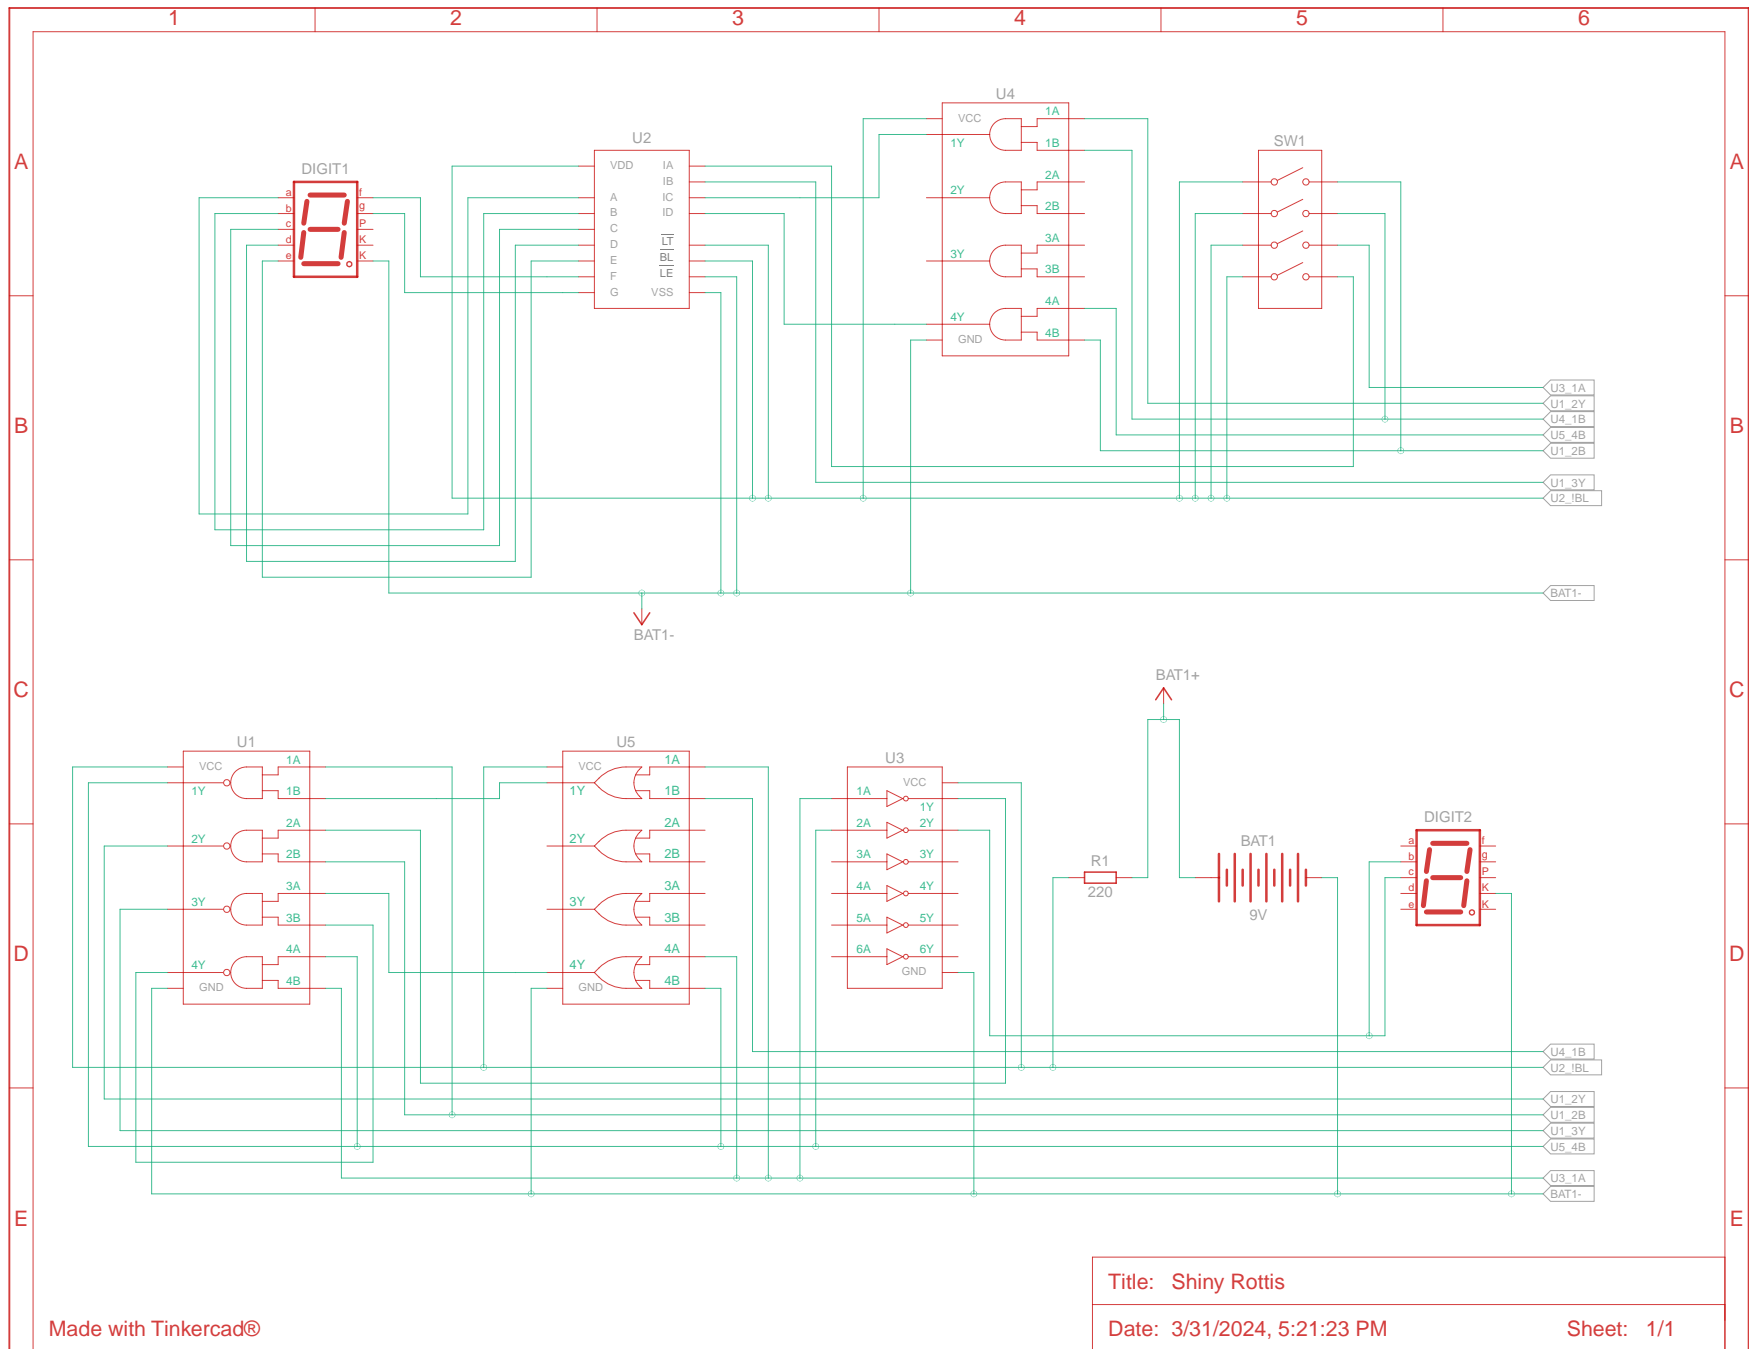 1 2 3 4 5 6
A A
B B
C C
D D
E E
DIGIT1
a f
b g
c P
d K
e K
U2
VDD IA
IB
A IC
B ID
C
D LT
E BL
F LE
G VSS
U4
VCC 1A
1Y 1B
2Y 2A
2B
3Y 3A
3B
4Y 4A
GND 4B
SW1
U3_1A
U1_2Y
U4_1B
U5_4B
U1_2B
U1_3Y
U2_!BL
BAT1-
BAT1-
BAT1+
U1
VCC 1A
1Y 1B
2Y 2A
2B
3Y 3A
3B
4Y 4A
GND 4B
U5
VCC 1A
1Y 1B
2Y 2A
2B
3Y 3A
3B
4Y 4A
GND 4B
U3
VCC
1A 1Y
2A 2Y
3A 3Y
4A 4Y
5A 5Y
6A 6Y
GND
R1
220
BAT1
9V
DIGIT2
a f
b g
c P
d K
e K
U4_1B
U2_!BL
U1_2Y
U1_2B
U1_3Y
U5_4B
U3_1A
BAT1-
Title: Shiny Rottis
Date: 3/31/2024, 5:21:23 PM Sheet: 1/1
Made with Tinkercad®